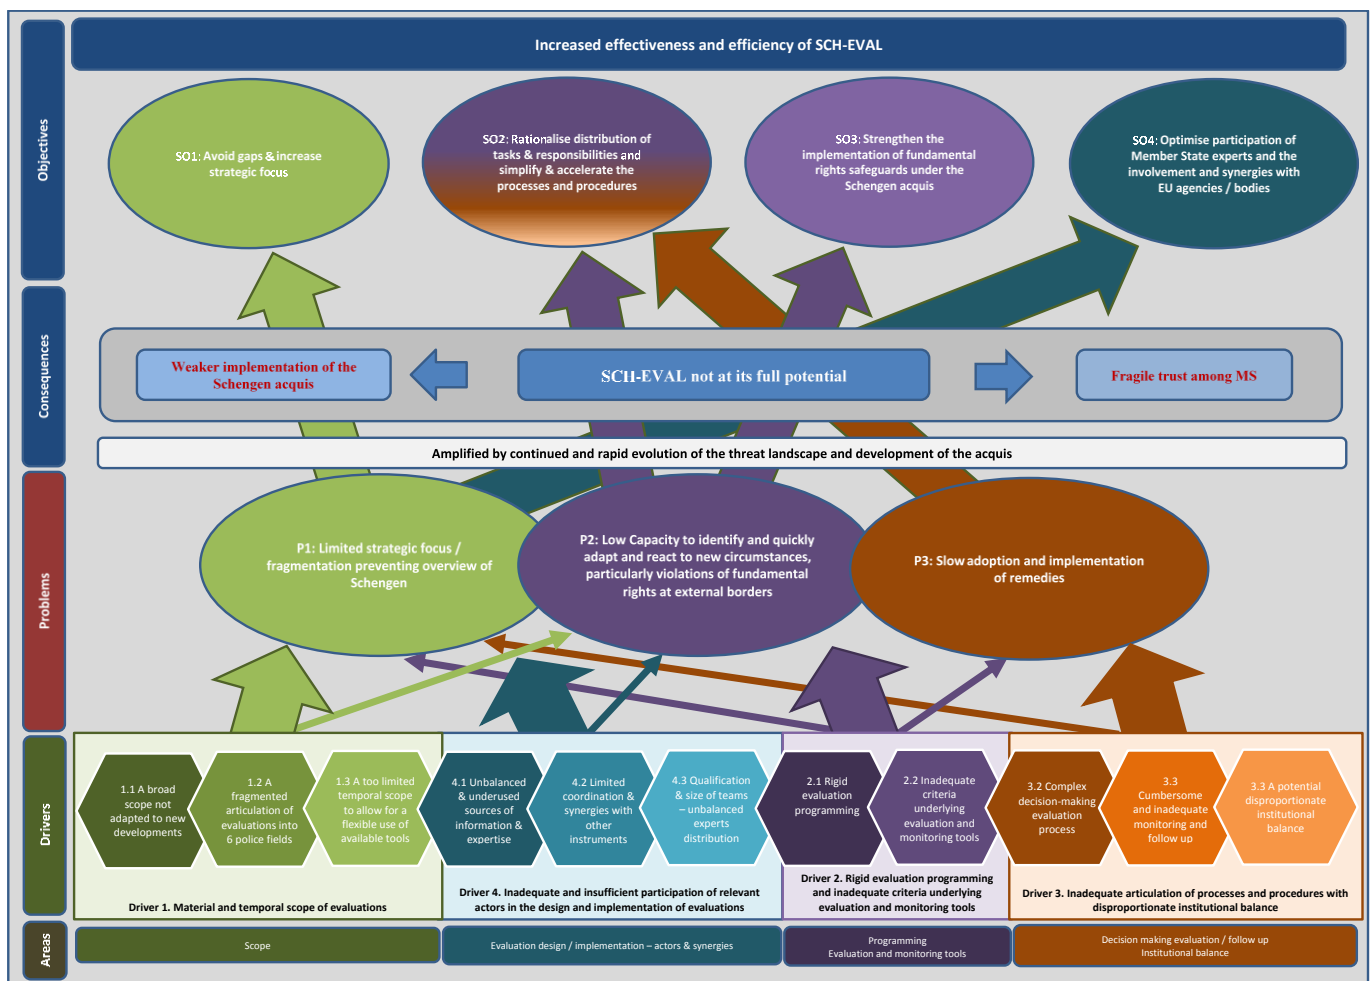 Objectives
Increased effectiveness and efficiency of SCH-EVAL
SO1: Avoid gaps & increase
strategic focus
SO2: Rationalise distribution of
tasks & responsibilities and
simplify & accelerate the
processes and procedures
SO3: Strengthen the
implementation of fundamental
rights safeguards under the
Schengen acquis
SO4: Optimise participation of
Member State experts and the
involvement and synergies with
EU agencies / bodies
Consequences
Weaker implementation of the
Schengen acquis
SCH-EVAL not at its full potential
Fragile trust among MS
Amplified by continued and rapid evolution of the threat landscape and development of the acquis
Problems
P1: Limited strategic focus /
fragmentation preventing overview of
Schengen
P2: Low Capacity to identify and quickly
adapt and react to new circumstances,
particularly violations of fundamental
rights at external borders
P3: Slow adoption and implementation
of remedies
Drivers
1.1 A broad
scope not
adapted to new
developments
1.2 A
fragmented
articulation of
evaluations into
6 police fields
1.3 A too limited
temporal scope
to allow for a
flexible use of
available tools
4.1 Unbalanced
& underused
sources of
information &
expertise
4.2 Limited
coordination &
synergies with
other
instruments
4.3 Qualification
& size of teams
– unbalanced
experts
distribution
2.1 Rigid
evaluation
programming
2.2 Inadequate
criteria
underlying
evaluation and
monitoring tools
3.2 Complex
decision-making
evaluation
process
3.3
Cumbersome
and inadequate
monitoring and
follow up
3.3 A potential
disproportionate
institutional
balance
Driver 1. Material and temporal scope of evaluations
Driver 4. Inadequate and insufficient participation of relevant
actors in the design and implementation of evaluations
Driver 2. Rigid evaluation programming
and inadequate criteria underlying
evaluation and monitoring tools
Driver 3. Inadequate articulation of processes and procedures with
disproportionate institutional balance
Areas
Scope
Evaluation design / implementation – actors & synergies
Programming
Evaluation and monitoring tools
Decision making evaluation / follow up
Institutional balance